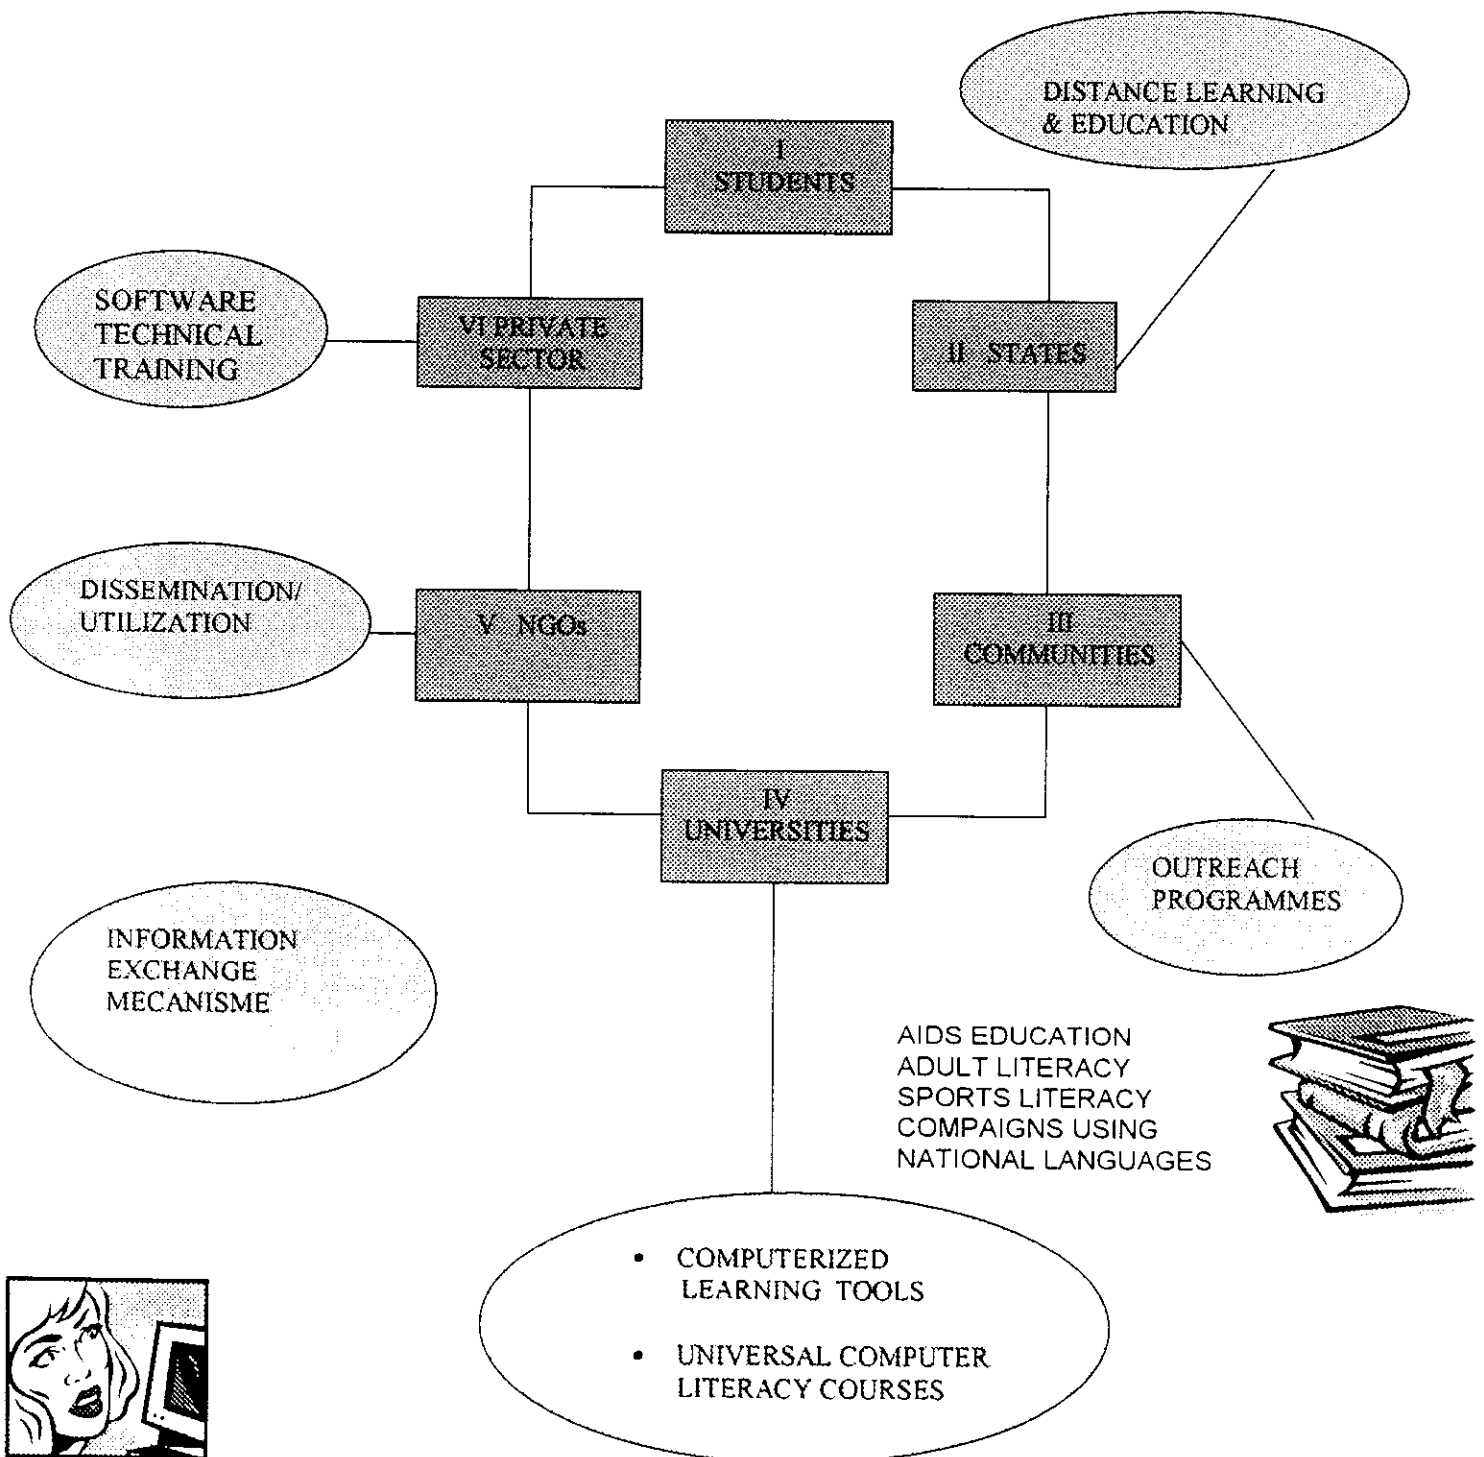 DISTANCE LEARNING
& EDUCATION
I
STUDENTS
SOFTWARE
TECHNICAL
TRAINING
VI PRIVATE
SECTOR
II STATES
DISSEMINATION/
UTILIZATION
V NGOs
III
COMMUNITIES
IV
UNIVERSITIES
OUTREACH
PROGRAMMES
INFORMATION
EXCHANGE
MECANISME
AIDS EDUCATION
ADULT LITERACY
SPORTS LITERACY
COMPAIGNS USING
NATIONAL LANGUAGES
• COMPUTERIZED
LEARNING TOOLS
• UNIVERSAL COMPUTER
LITERACY COURSES